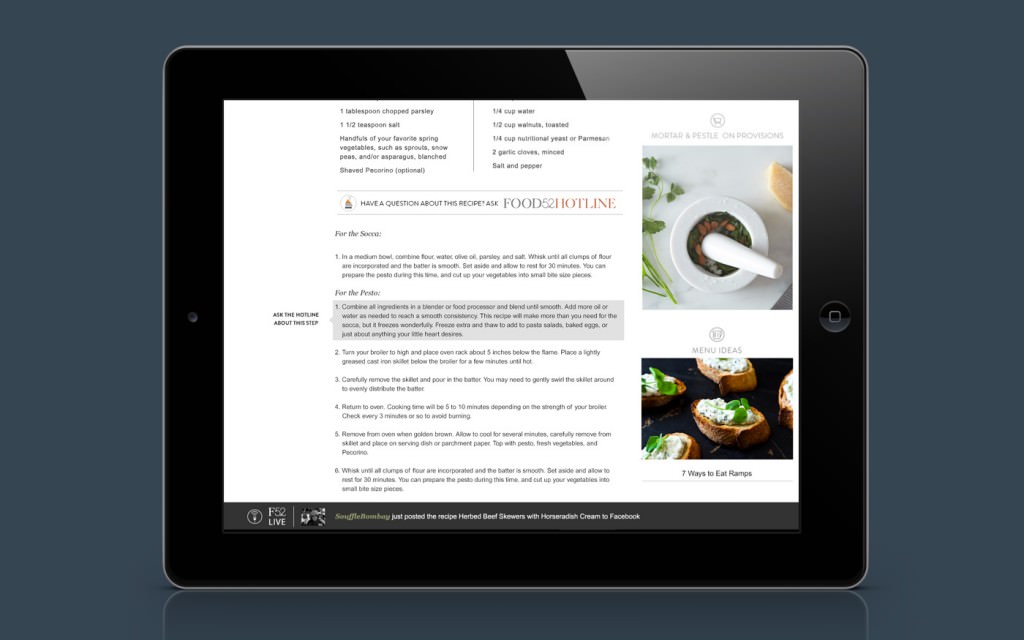 1 tablespoon chopped parsley
1 1/2 teaspoon salt
Handfuls of your favorite spring
vegetables, such as sprouts, snow
peas, and/or asparagus, blanched
Shaved Pecorino (optional)
1/4 cup water
1/2 cup walnuts, toasted
1/4 cup nutritional yeast or Parmesan
2 garlic cloves, minced
Salt and pepper
HAVE A QUESTION ABOUT THIS RECIPE? ASK FOOD52HOTLINE
For the Socca:
1. In a medium bowl, combine flour, water, olive oil, parsley, and salt. Whisk until all clumps of flour
are incorporated and the batter is smooth. Set aside and allow to rest for 30 minutes. You can
prepare the pesto during this time, and cut up your vegetables into small bite size pieces.
For the Pesto:
ASK THE HOTLINE
ABOUT THIS STEP
1. Combine all ingredients in a blender or food processor and blend until smooth. Add more oil or
water as needed to reach a smooth consistency. This recipe will make more than you need for the
socca, but it freezes wonderfully. Freeze extra and thaw to add to pasta salads, baked eggs, or
just about anything your little heart desires.
2. Turn your broiler to high and place oven rack about 5 inches below the flame. Place a lightly
greased cast iron skillet below the broiler for a few minutes until hot.
3. Carefully remove the skillet and pour in the batter. You may need to gently swirl the skillet around
to evenly distribute the batter.
4. Return to oven. Cooking time will be 5 to 10 minutes depending on the strength of your broiler.
Check every 3 minutes or so to avoid burning.
5. Remove from oven when golden brown. Allow to cool for several minutes, carefully remove from
skillet and place on serving dish or parchment paper. Top with pesto, fresh vegetables, and
Pecorino.
6. Whisk until all clumps of flour are incorporated and the batter is smooth. Set aside and allow to
rest for 30 minutes. You can prepare the pesto during this time, and cut up your vegetables into
small bite size pieces.
MORTAR & PESTLE ON PROVISIONS
MENU IDEAS
7 Ways to Eat Ramps
F52
LIVE
SouffleBombay just posted the recipe Herbed Beef Skewers with Horseradish Cream to Facebook